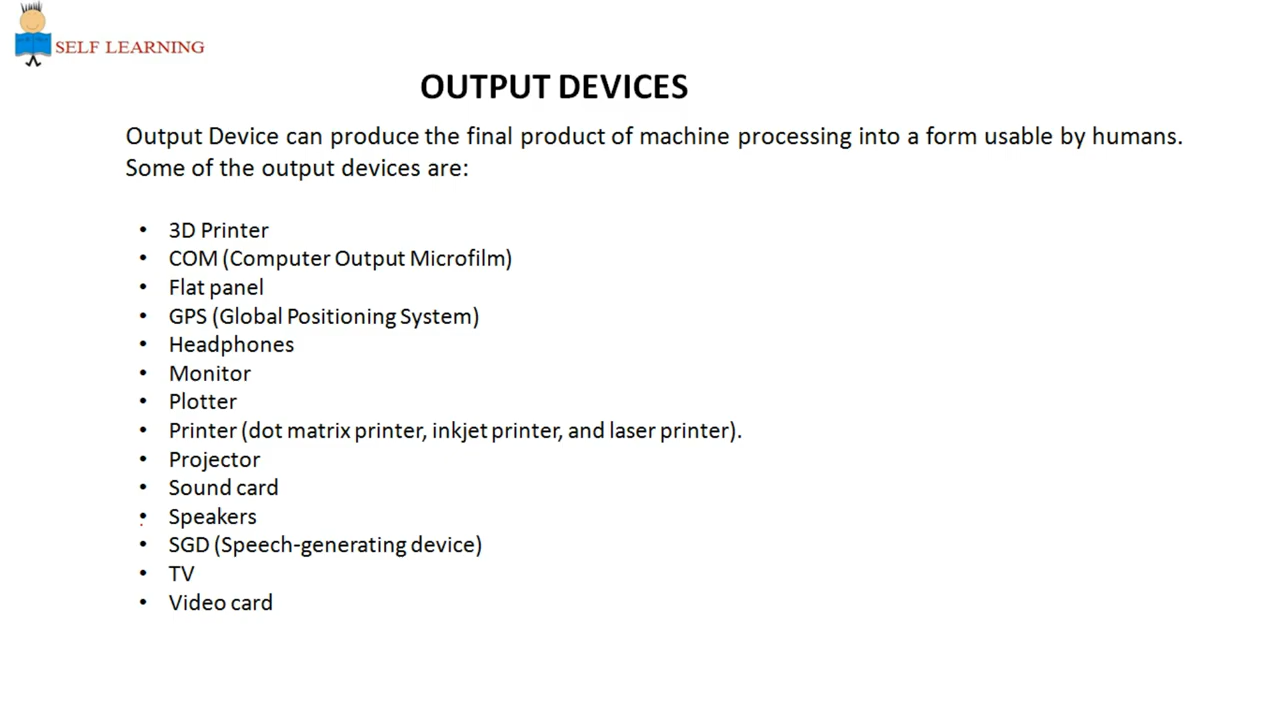 SELF LEARNING
OUTPUT DEVICES
Output Device can produce the final product of machine processing into a form usable by humans.
Some of the output devices are:
• 3D Printer
• COM (Computer Output Microfilm)
• Flat panel
• GPS (Global Positioning System)
• Headphones
• Monitor
• Plotter
• Printer (dot matrix printer, inkjet printer, and laser printer).
• Projector
• Sound card
• Speakers
• SGD (Speech-generating device)
• TV
• Video card